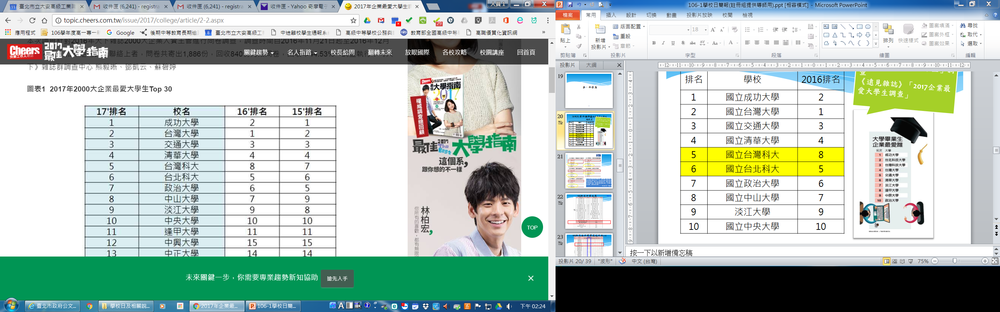 臺北市立大安高級工業職
收件匣 (6,241) - registra
收件匣 (6,241) - registra
收件匣 - Yahoo 奇摩電子
2017年企業最愛大學生調
人員1
topic.cheers.com.tw/issue/2017/college/article/2-2.aspx
應用程式
106學年度高一專一新
Google
後期中等教育長期追蹤
臺北市立大安高級工業
中途離校學生通報系統
高級中等學校公務與
教育部全國高級中等學
高職優質化資訊網
»
本次調查針對2016年天下雜誌2000大企業人資主管進行問卷調查,調查時間自2016年11月21日起至2016年12月
Cheers
快樂工作人雜誌
2017最佳大學指南
關鍵趨勢
名人指路
校長給問
翻轉未來
放眼國際
各校攻略
校園講座
回首頁
聯絡上者,問卷共寄出1,886份,回收840份有效問卷,回收率44.53%。調查執行:《天
下》雜誌群調查中心 熊毅晰、鄧凱云、蘇碧婷
圖表1 2017年2000大企業最愛大學生Top 30
17'排名 校名 16'排名 15'排名
1 成功大學 2 1
2 台灣大學 1 2
3 交通大學 3 3
4 清華大學 4 4
5 台灣科大 8 7
6 台北科大 5 6
7 政治大學 6 5
8 中山大學 7 9
9 淡江大學 9 8
10 中央大學 10 10
11 逢甲大學 11 11
12 中興大學 15 15
13 中正大學 14 14
Cheers
最佳大學指南
2017
權威調查總回顧
最佳2017 The Best大學指南
這個系,
跟你想的不一樣
林柏宏,
你所有的喜歡,都有無限
TOP
未來關鍵一步,你需要專業趨勢新知協助
搶先入手
×
106-1學校日簡報(註冊組提供導師用).ppt [相容模式] - Microsoft PowerPoint
檔案
常用
插入
設計
切換
動畫
投影片放映
校閱
檢視
貼上
剪貼簿
新增
投影片
版面配置
重設
章節
投影片
18
B I U S abc AV Aa A
字型
段落
排列
快速樣式
圖案填滿
圖案外框
圖案效果
繪圖
尋找
取代
選取
編輯
投影片
大綱
19
20
21
22
23
排名 學校 2016排名
1 國立成功大學 2
2 國立台灣大學 1
3 國立交通大學 3
4 國立清華大學 4
5 國立台灣科大 8
6 國立台北科大 5
7 國立政治大學 6
8 國立中山大學 7
9 淡江大學 9
10 國立中央大學 10
查
《遠見雜誌》「2017企業最
愛大學生調查」
大學畢業生
企業最愛誰
名次 大學
1 成功大學
2 台北科技大學
3 台灣科技大學
4 台灣大學
5 交通大學
6 清華大學
7 淡江大學
8 逢甲大學
9 中原大學
10 政治大學
按一下以新增備忘稿
投影片 20/ 39
"波形"
中文 (台灣)
75%
臺北市政府公文...
學校日及相關說...
2017年企業最...
106-1學校日簡...
下午 02:24